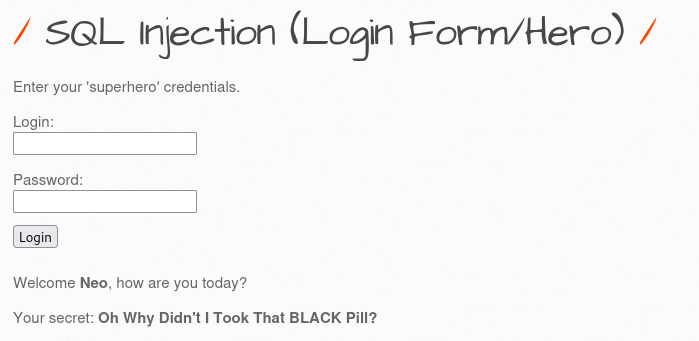 / SQL Injection (Login Form/Hero) /
Enter your 'superhero' credentials.
Login:
Password:
Login
Welcome Neo, how are you today?
Your secret: Oh Why Didn't I Took That BLACK Pill?